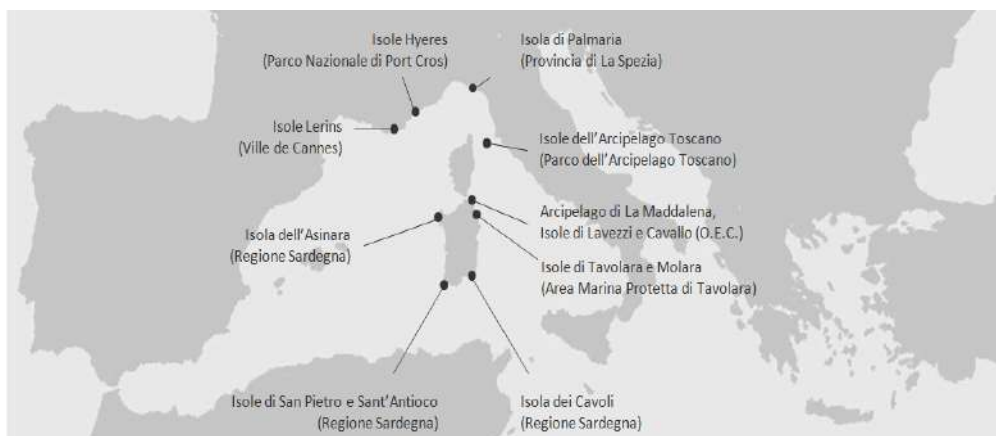 Isole Hyeres
(Parco Nazionale di Port Cros)
Isola di Palmaria
(Provincia di La Spezia)
Isole Lerins
(Ville de Cannes)
Isole dell'Arcipelago Toscano
(Parco dell'Arcipelago Toscano)
Arcipelago di La Maddalena,
Isole di Lavezzi e Cavallo (O.E.C.)
Isola dell'Asinara
(Regione Sardegna)
Isole di Tavolara e Molara
(Area Marina Protetta di Tavolara)
Isole di San Pietro e Sant'Antioco
(Regione Sardegna)
Isola dei Cavoli
(Regione Sardegna)